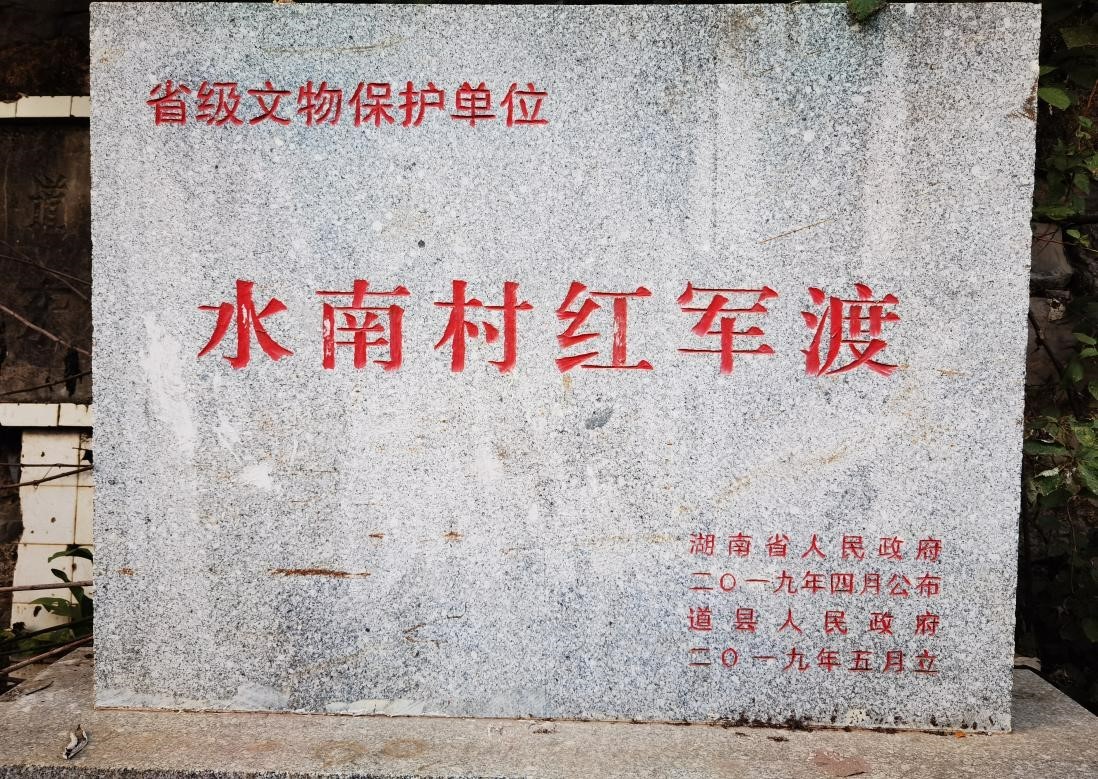 省级文物保护单位
水南村红军渡
湖南省人民政府
二〇一九年四月公布
道县人民政府
二〇一九年五月立